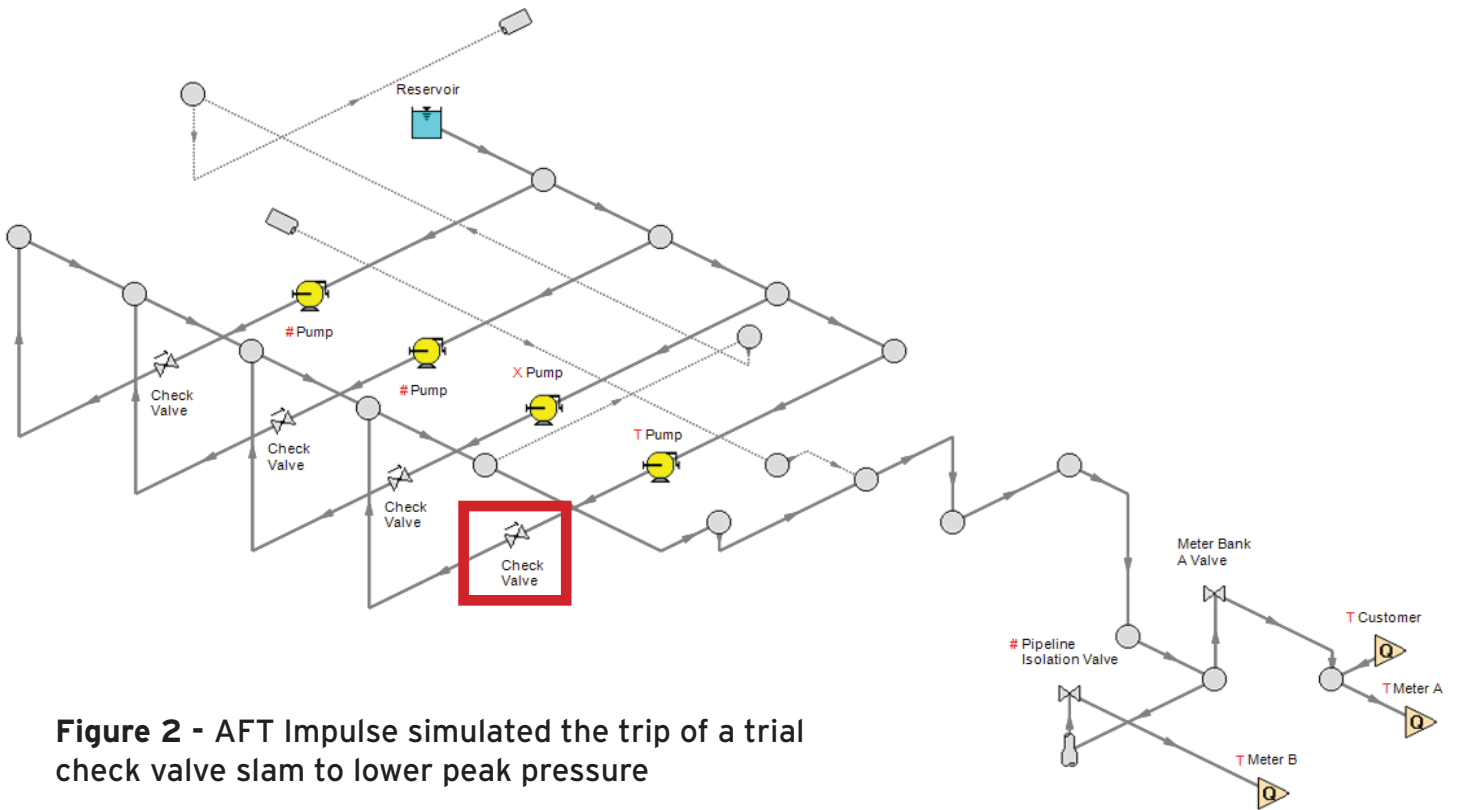 Reservoir
# Pump
Check
Valve
# Pump
Check
Valve
X Pump
Check
Valve
T Pump
Check
Valve
Meter Bank
A Valve
# Pipeline
Isolation Valve
T Customer
Q
T Meter A
Q
T Meter B
Q
Figure 2 - AFT Impulse simulated the trip of a trial
check valve slam to lower peak pressure